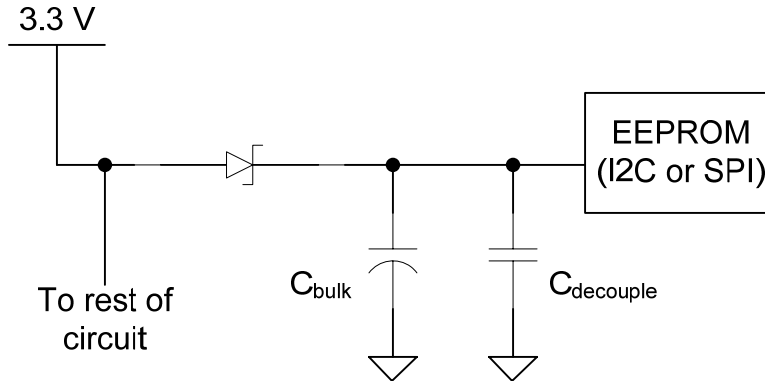 3.3 V
EEPROM
(I2C or SPI)
To rest of
circuit
Cbulk
Cdecouple